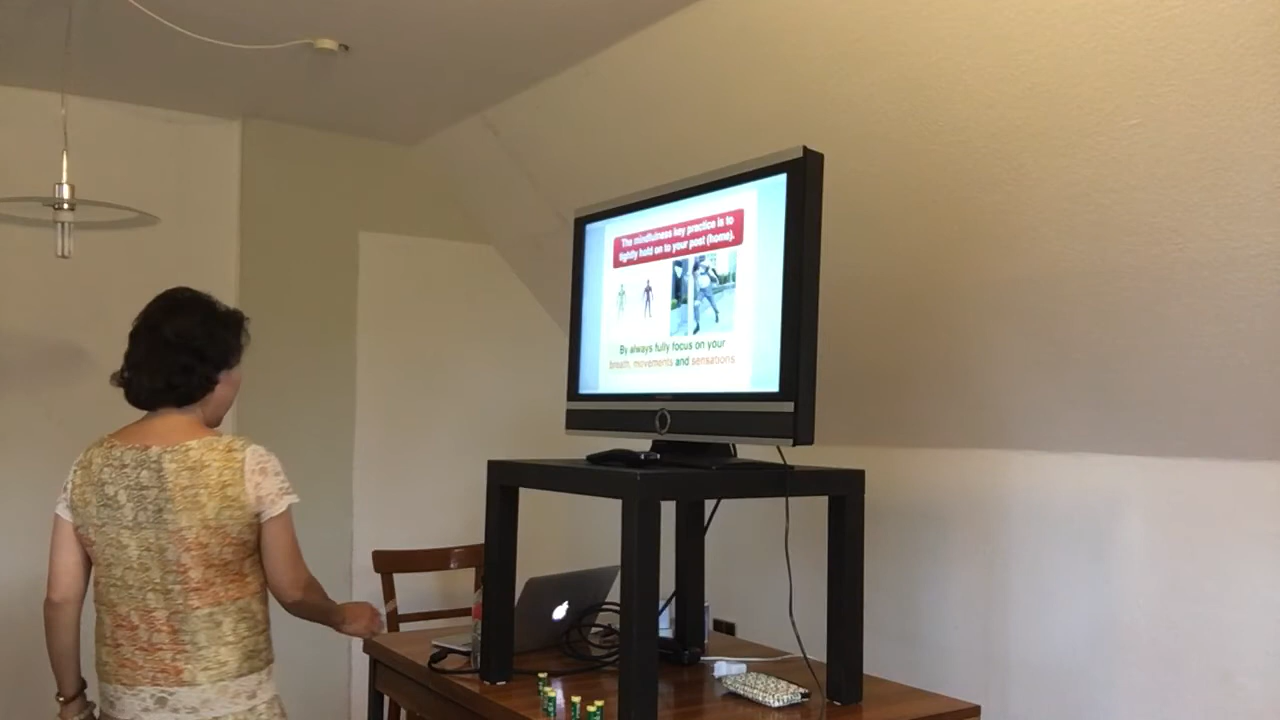 The mindfulness key practice is to
tightly hold on to your post (home).
By always fully focus on your
breath, movements and sensations